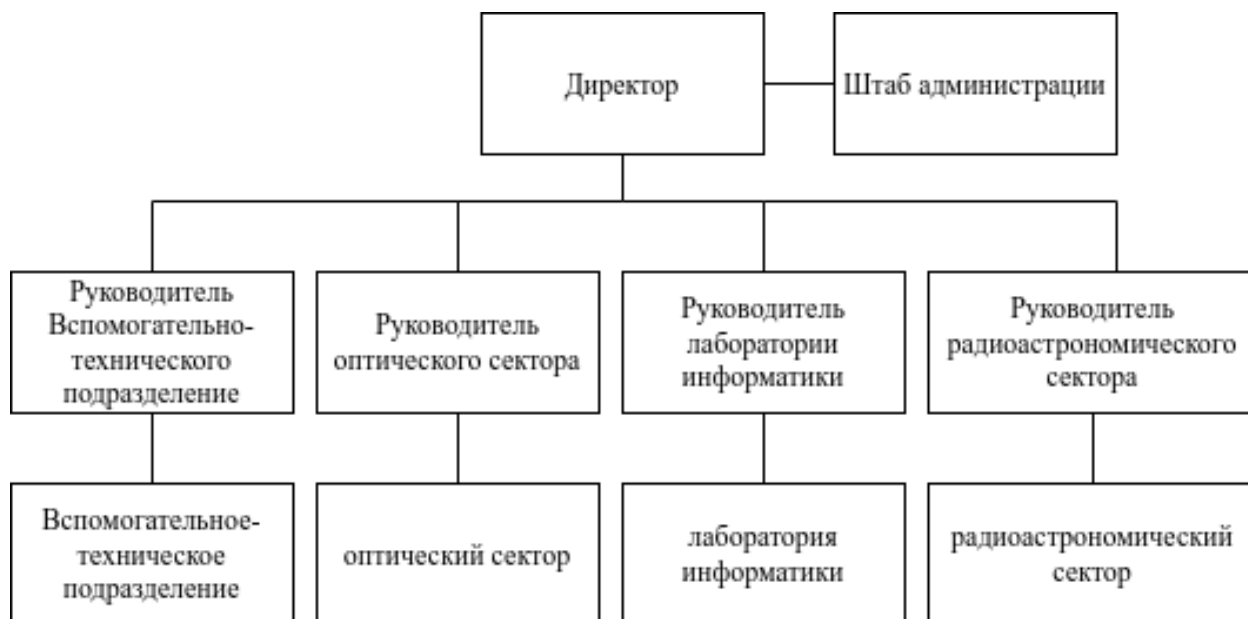 Директор
Штаб администрации
Руководитель
Вспомогательно-
технического
подразделение
Руководитель
оптического сектора
Руководитель
лаборатории
информатики
Руководитель
радиоастрономического
сектора
Вспомогательное-
техническое
подразделение
оптический сектор
лаборатория
информатики
радиоастрономический
сектор